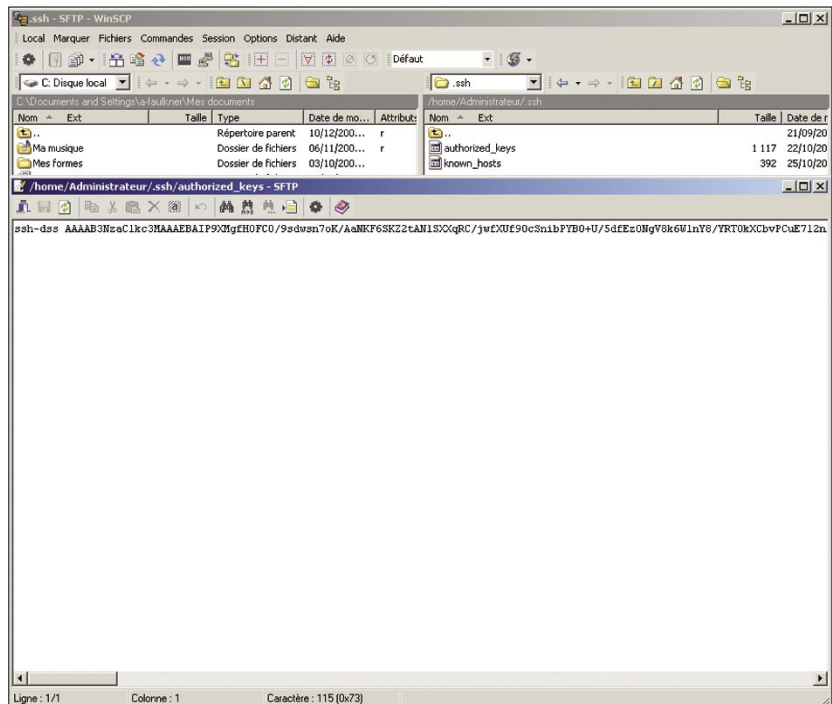 .ssh - SFTP - WinSCP
Local Marquer Fichiers Commandes Session Options Distant Aide
Défaut
C: Disque local
.ssh
C:\Documents and Settings\a-faulkner\Mes documents
/home/Administrateur/.ssh
Nom Ext Taille Type Date de mo... Attributs
Nom Ext Taille Date de r
.. Répertoire parent 10/12/200... r
.. 21/09/20
Ma musique Dossier de fichiers 06/11/200... r
authorized_keys 1 117 22/10/20
Mes formes Dossier de fichiers 03/10/200...
known_hosts 392 25/10/20
/home/Administrateur/.ssh/authorized_keys - SFTP
ssh-dss AAAAB3NzaC1kc3MAAAEBAIP9XMgfH0FC0/9sdwsn7oK/AaNKF6SKZ2tAN1SXXqRC/jwfXUf90cSnibPYB0+U/5dfEz0NgV8k6WlnY8/YRT0kXCbvPCuE712n
Ligne : 1/1 Colonne : 1 Caractère : 115 (0x73)